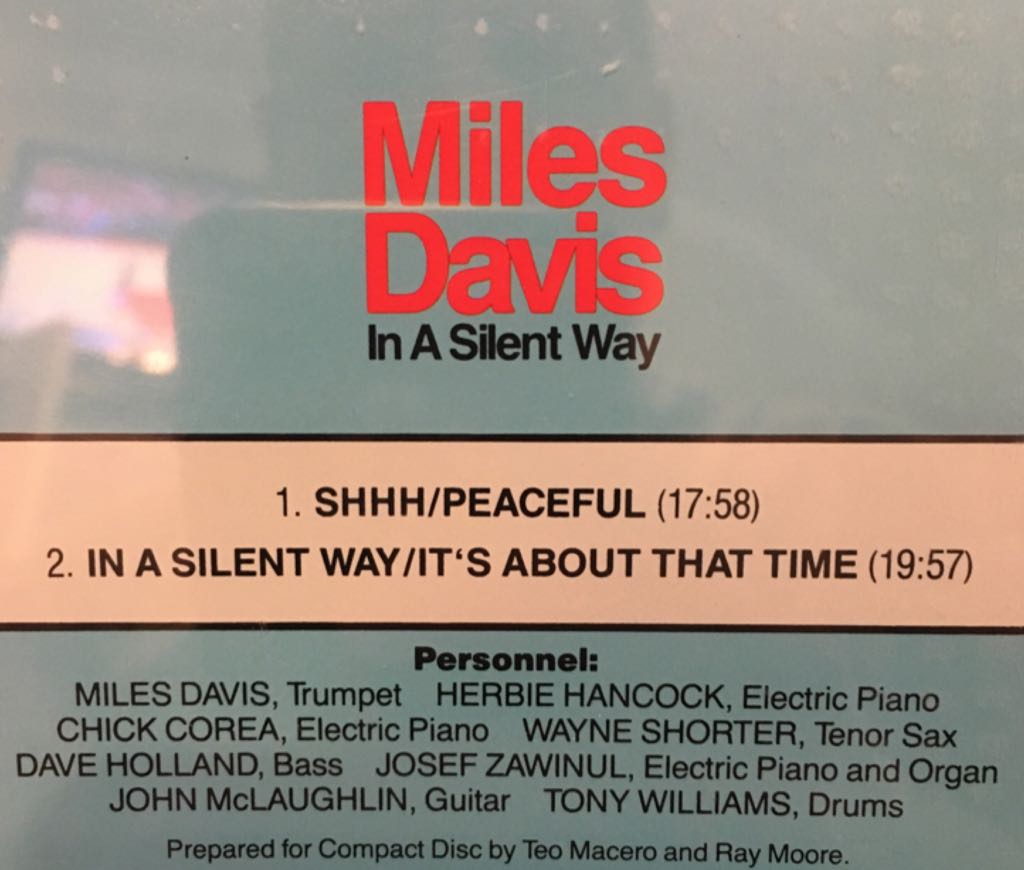 Miles
Davis
In A Silent Way
1. SHHH/PEACEFUL (17:58)
2. IN A SILENT WAY/IT‘S ABOUT THAT TIME (19:57)
Personnel:
MILES DAVIS, Trumpet HERBIE HANCOCK, Electric Piano
CHICK COREA, Electric Piano WAYNE SHORTER, Tenor Sax
DAVE HOLLAND, Bass JOSEF ZAWINUL, Electric Piano and Organ
JOHN McLAUGHLIN, Guitar TONY WILLIAMS, Drums
Prepared for Compact Disc by Teo Macero and Ray Moore.